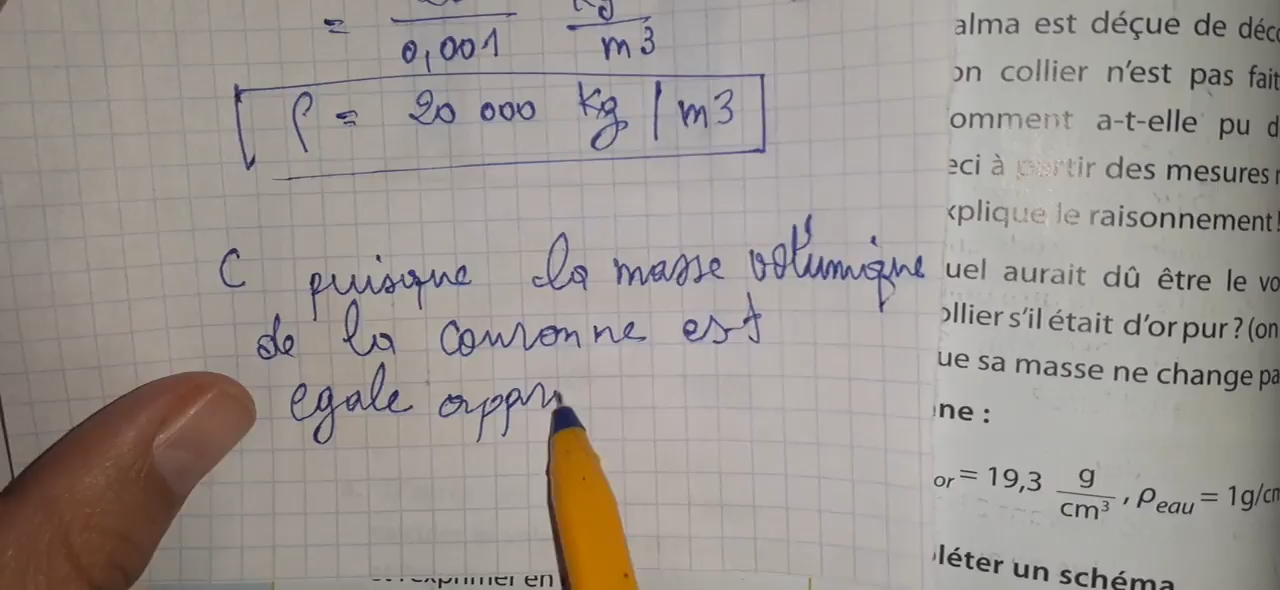 =
0,001 m3
ρ = 20 000 Kg / m3
C puisque la masse volumique
de la couronne est
egale appr
alma est déçue de déc
on collier n'est pas fait
omment a-t-elle pu d
eci à partir des mesures
xplique le raisonnement
uel aurait dû être le vo
ollier s'il était d'or pur ? (on
ue sa masse ne change pa
ne :
or = 19,3 g/cm³ , ρeau = 1g/cm
léter un schéma
exprimer en